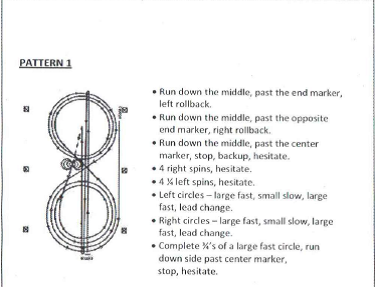 PATTERN 1
• Run down the middle, past the end marker,
left rollback.
• Run down the middle, past the opposite
end marker, right rollback.
• Run down the middle, past the center
marker, stop, backup, hesitate.
• 4 right spins, hesitate.
• 4 ¼ left spins, hesitate.
• Left circles – large fast, small slow, large
fast, lead change.
• Right circles – large fast, small slow, large
fast, lead change.
• Complete ¾'s of a large fast circle, run
down side past center marker,
stop, hesitate.